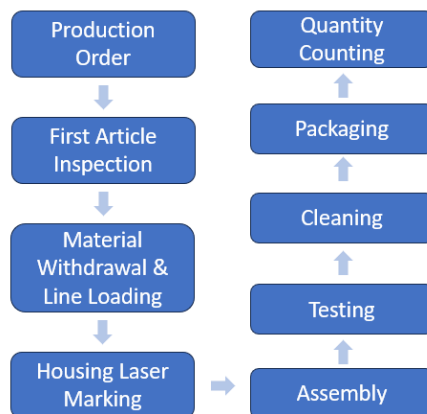 Production
Order
First Article
Inspection
Material
Withdrawal &
Line Loading
Housing Laser
Marking
Assembly
Testing
Cleaning
Packaging
Quantity
Counting